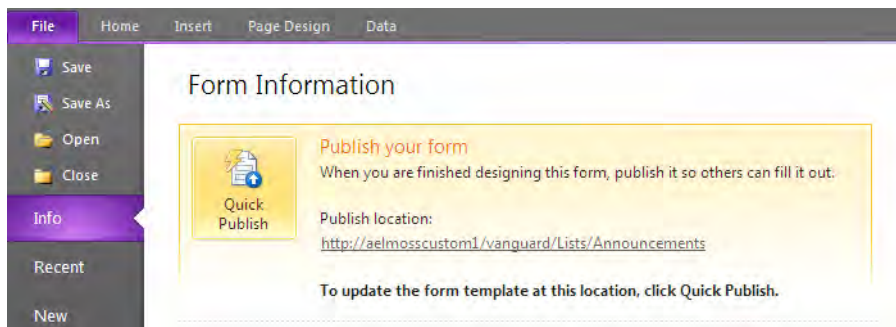 File Home Insert Page Design Data
Save
Save As
Open
Close
Info
Recent
New
Form Information
Quick
Publish
Publish your form
When you are finished designing this form, publish it so others can fill it out.
Publish location:
http://aelmosscustom1/vanguard/Lists/Announcements
To update the form template at this location, click Quick Publish.